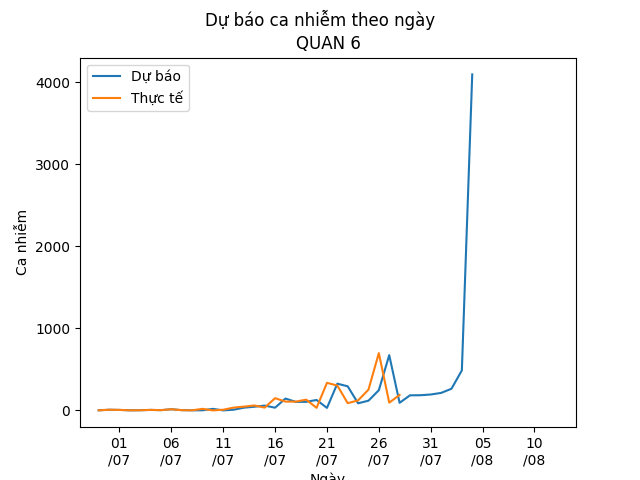 Dự báo ca nhiễm theo ngày
QUAN 6
Dự báo
Thực tế
Ca nhiễm
4000
3000
2000
1000
0
01 06 11 16 21 26 31 05 10
/07 /07 /07 /07 /07 /07 /07 /08 /08
Ngày